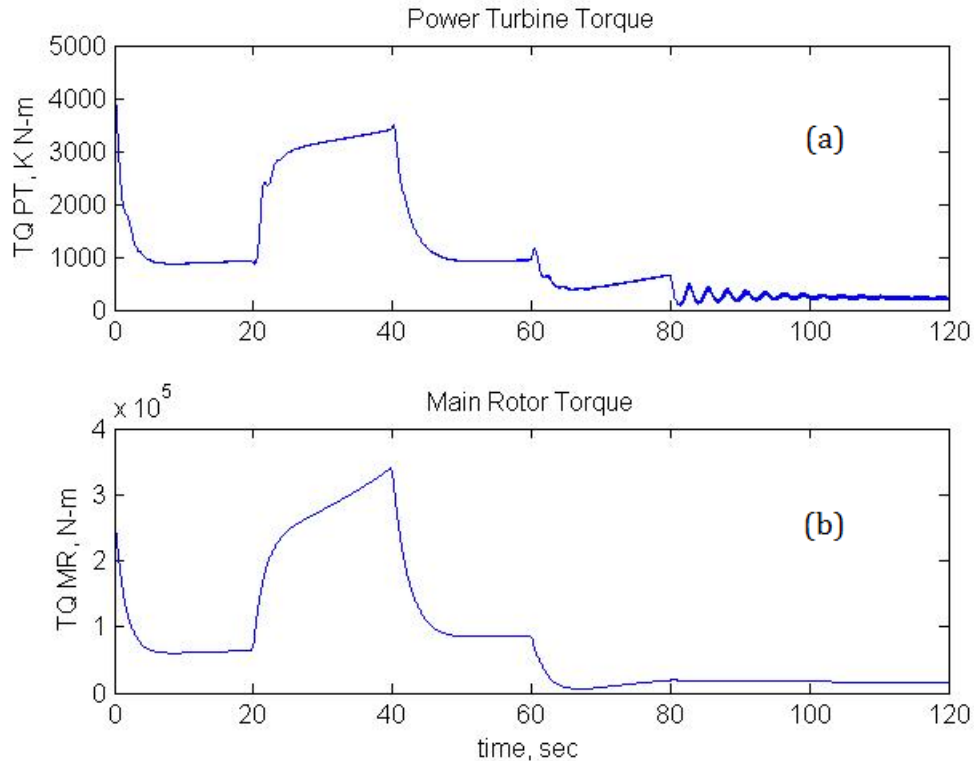 Power Turbine Torque
5000
4000
3000
2000
1000
0
TQ PT, K N-m
(a)
0 20 40 60 80 100 120
x 10^5
Main Rotor Torque
4
3
2
1
0
TQ MR, N-m
(b)
0 20 40 60 80 100 120
time, sec